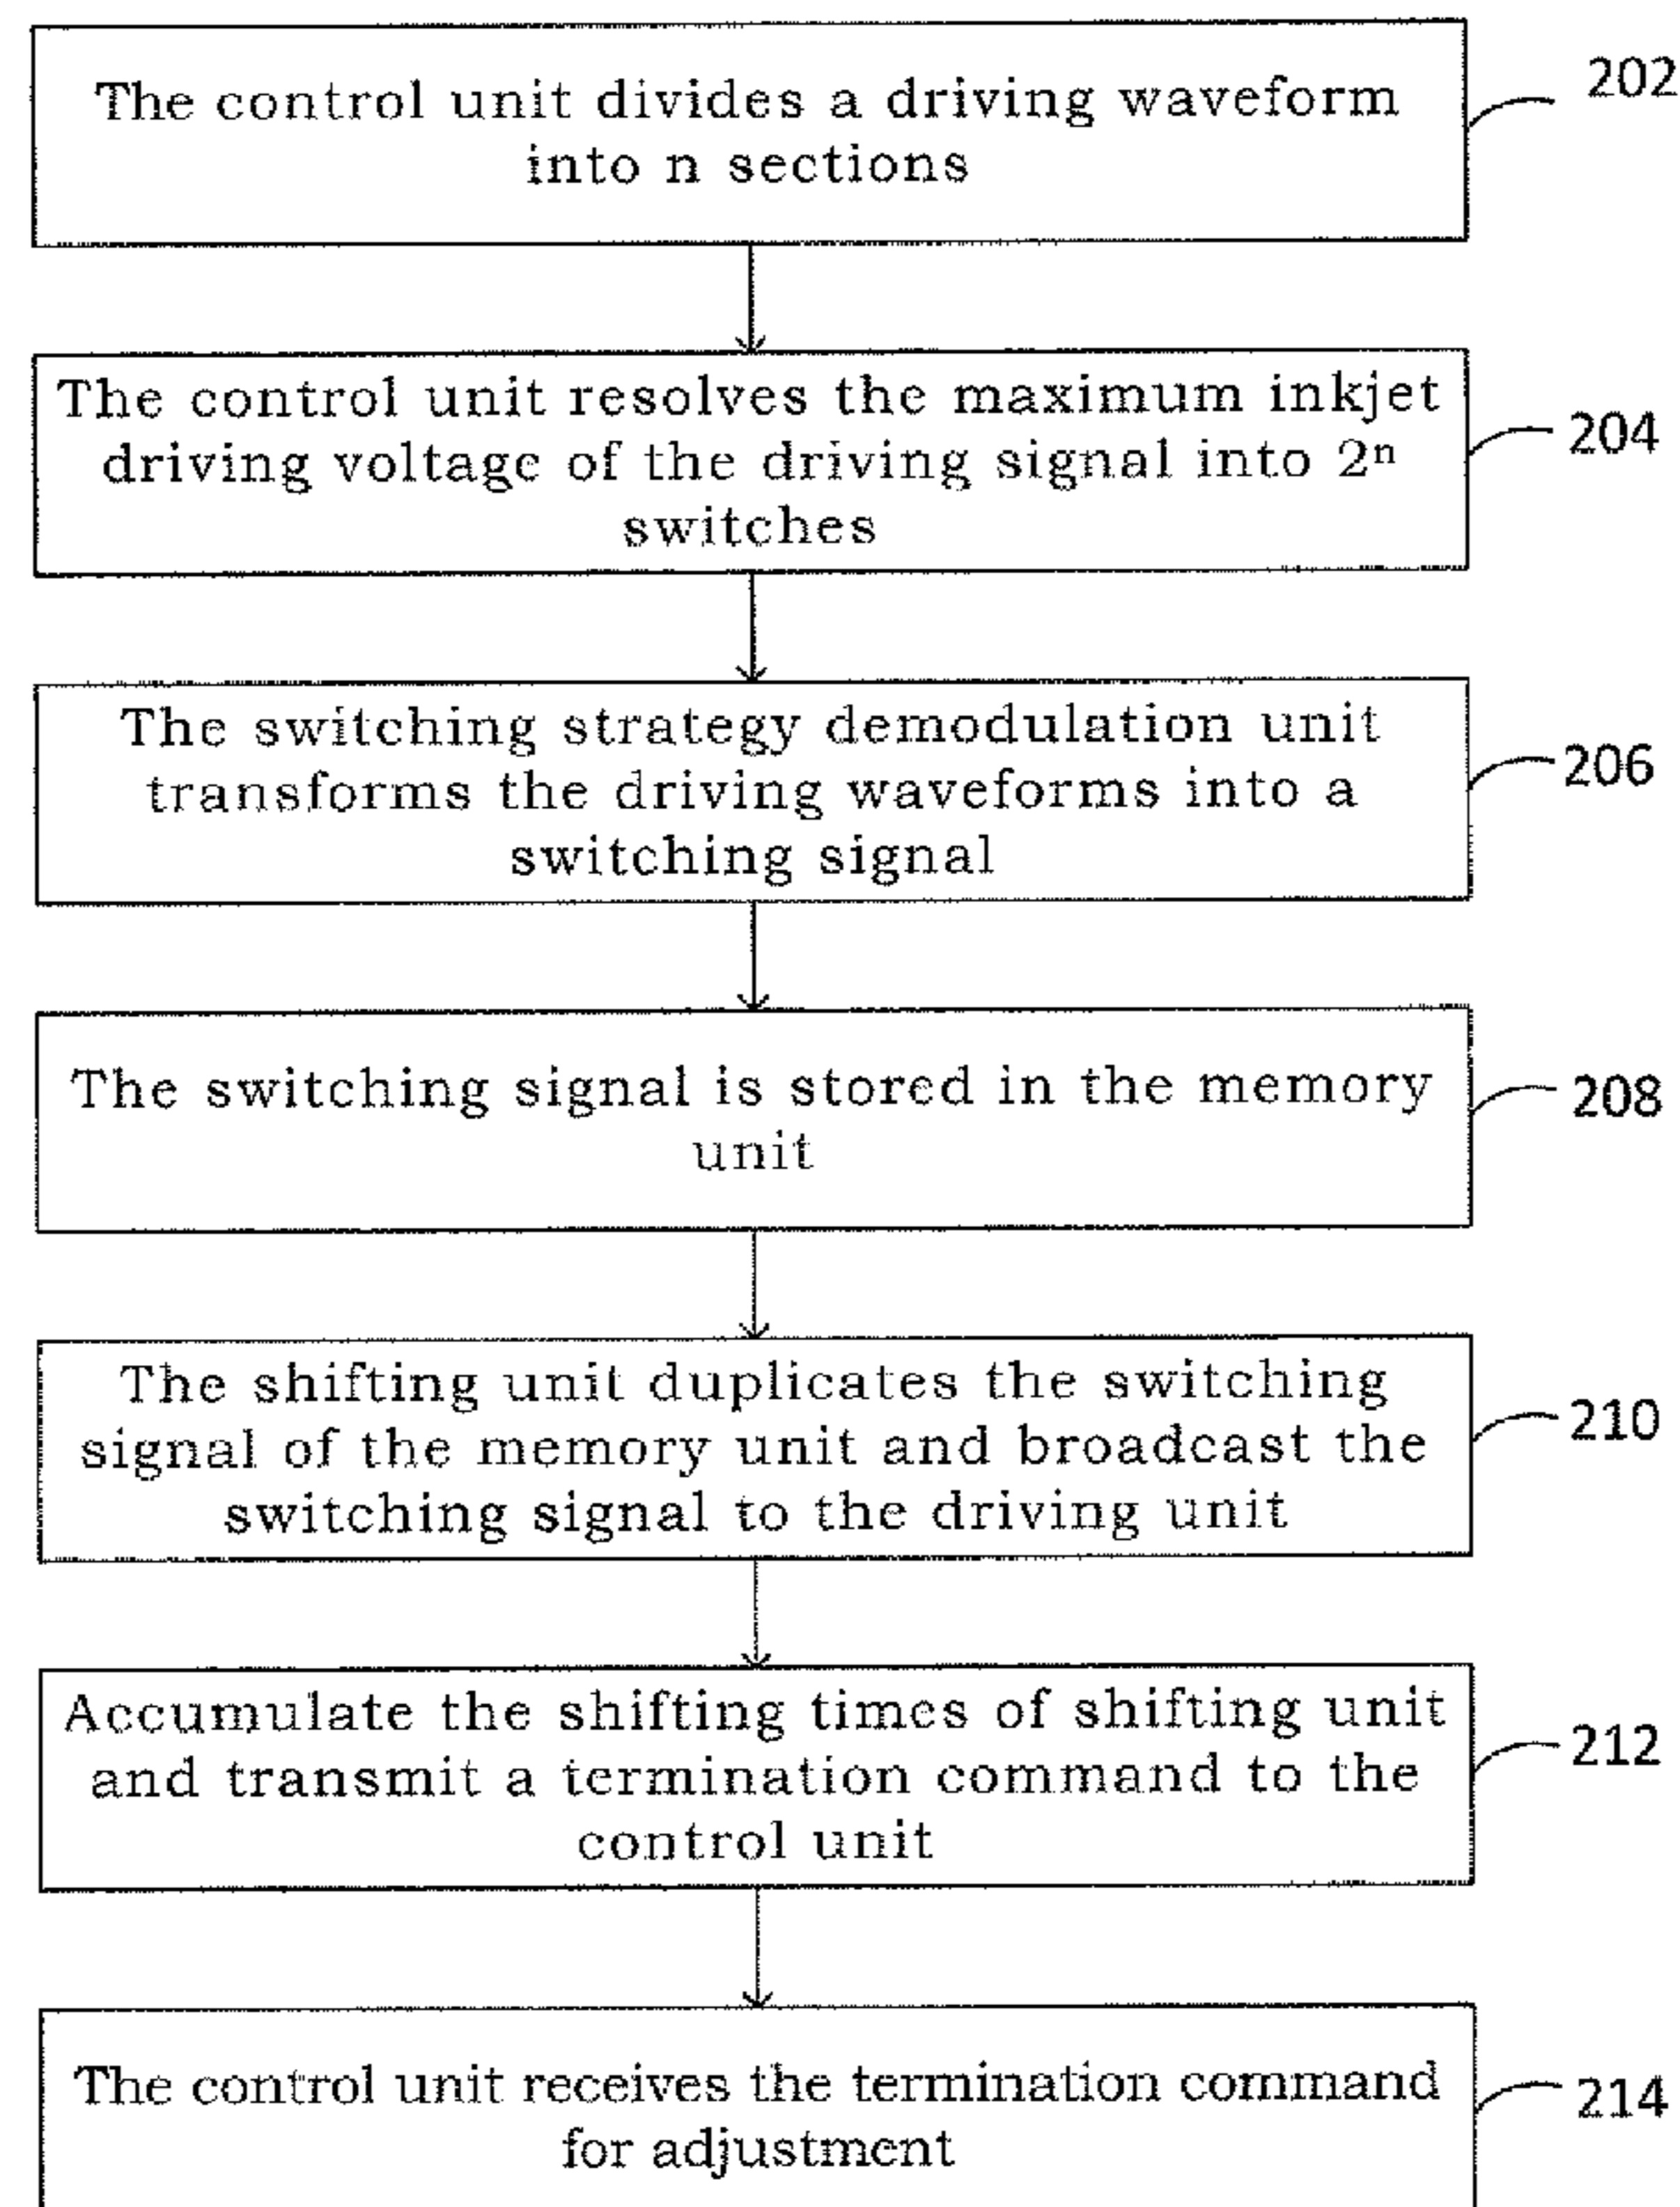 The control unit divides a driving waveform
into n sections
202
The control unit resolves the maximum inkjet
driving voltage of the driving signal into 2ⁿ
switches
204
The switching strategy demodulation unit
transforms the driving waveforms into a
switching signal
206
The switching signal is stored in the memory
unit
208
The shifting unit duplicates the switching
signal of the memory unit and broadcast the
switching signal to the driving unit
210
Accumulate the shifting times of shifting unit
and transmit a termination command to the
control unit
212
The control unit receives the termination command
for adjustment
214